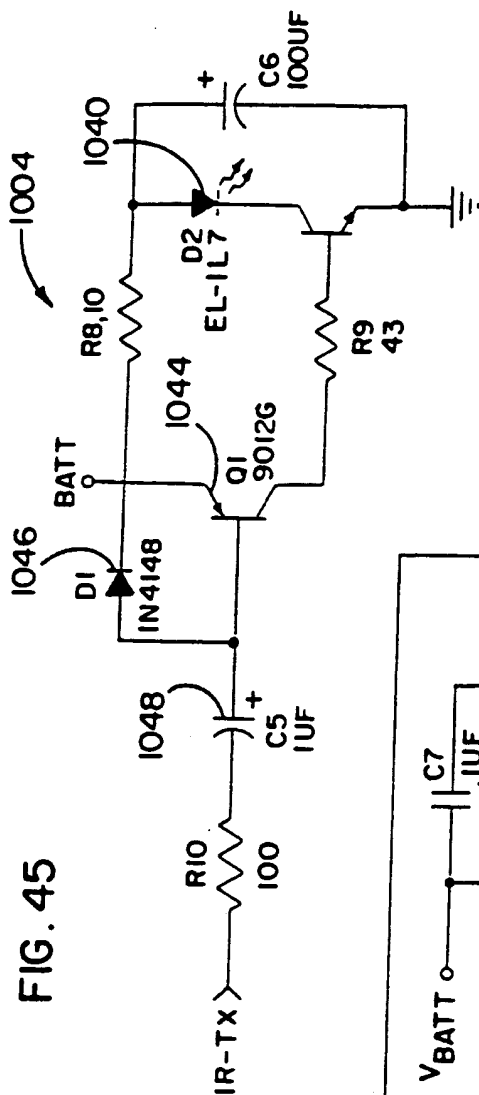 FIG. 45
1004
1046
BATT
R8,10
1040
+
D1
1N4148
1044
D2
EL-1L7
C6
100UF
1048
Q1
9012G
IR-TX
R10
100
+
C5
1UF
R9
43
C7
.1UF
VBATT